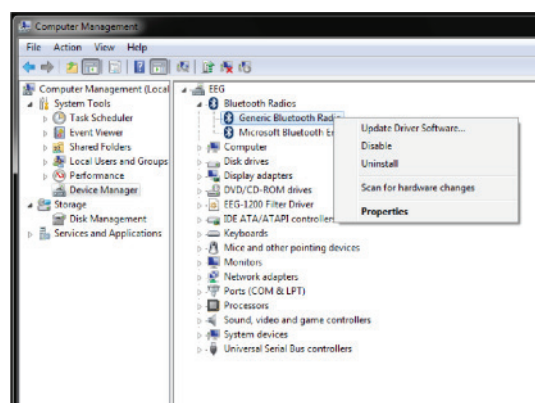 Computer Management
File Action View Help
Computer Management (Local
System Tools
Task Scheduler
Event Viewer
Shared Folders
Local Users and Groups
Performance
Device Manager
Storage
Disk Management
Services and Applications
EEG
Bluetooth Radios
Generic Bluetooth Radio
Microsoft Bluetooth En
Computer
Disk drives
Display adapters
DVD/CD-ROM drives
EEG-1200 Filter Driver
IDE ATA/ATAPI controllers
Keyboards
Mice and other pointing devices
Monitors
Network adapters
Ports (COM & LPT)
Processors
Sound, video and game controllers
System devices
Universal Serial Bus controllers
Update Driver Software...
Disable
Uninstall
Scan for hardware changes
Properties